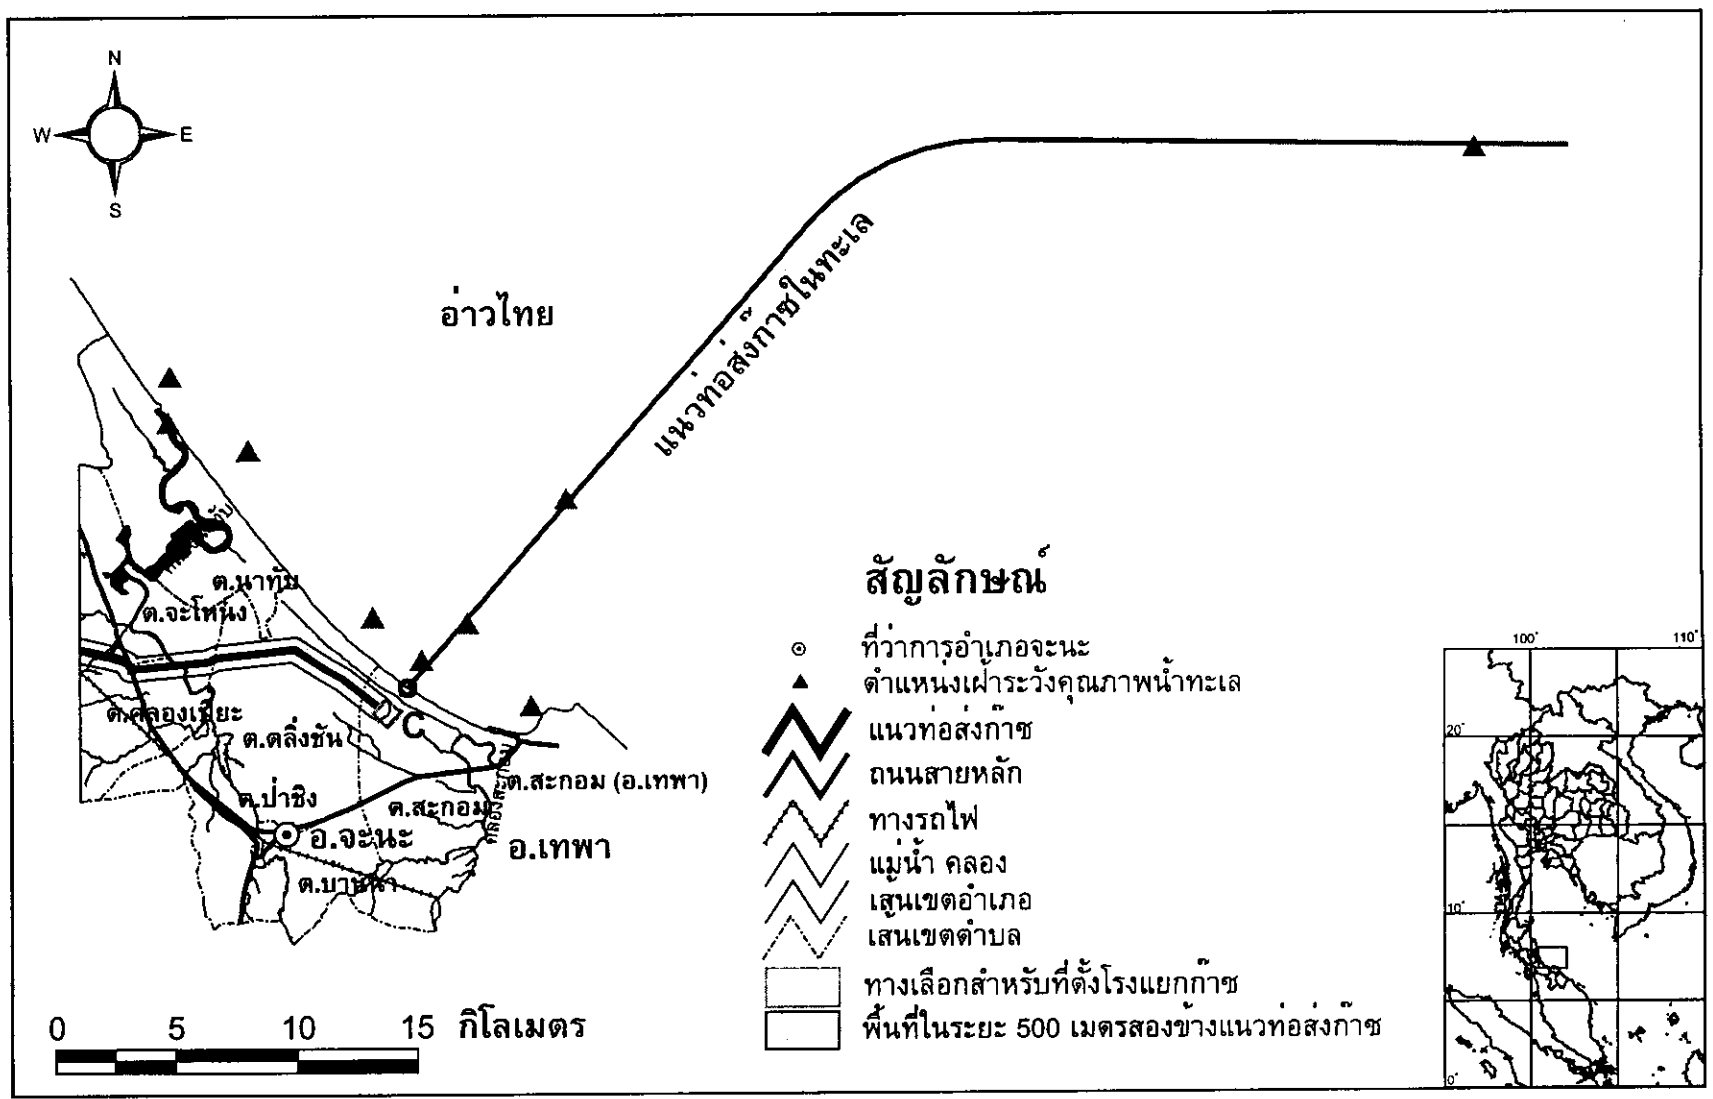 N
W E
S
อ่าวไทย
แนวท่อส่งก๊าซในทะเล
ต.นาทับ
ต.จะโหนง
ต.คลองเปียะ
ต.ตลิ่งชัน
C
ต.ป่าชิง
ต.สะกอม
ต.สะกอม (อ.เทพา)
อ.จะนะ
อ.เทพา
0 5 10 15 กิโลเมตร
สัญลักษณ์
ที่ว่าการอำเภอจะนะ
ตำแหน่งเฝ้าระวังคุณภาพน้ำทะเล
แนวท่อส่งก๊าซ
ถนนสายหลัก
ทางรถไฟ
แม่น้ำ คลอง
เส้นเขตอำเภอ
เส้นเขตตำบล
ทางเลือกสำหรับที่ตั้งโรงแยกก๊าซ
พื้นที่ในระยะ 500 เมตรสองข้างแนวท่อส่งก๊าซ
100° 110°
20°
10°
0°